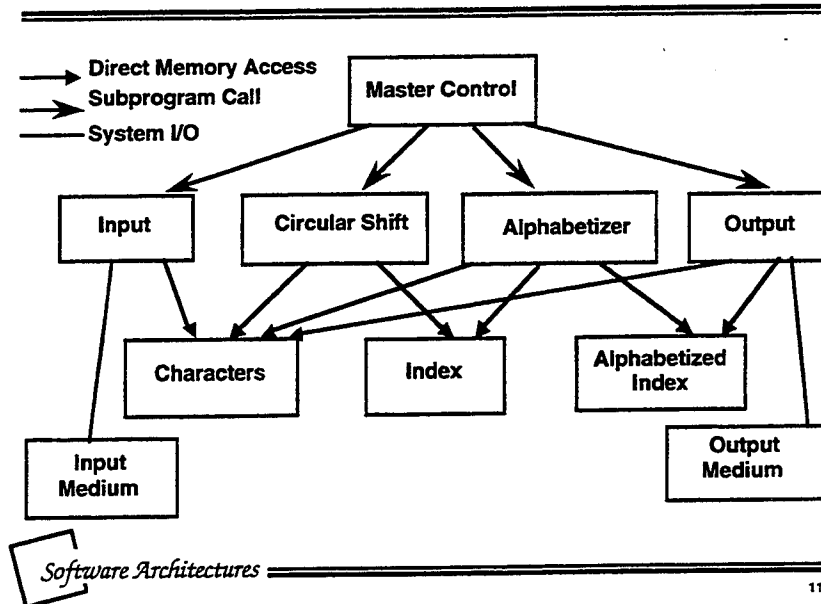 Direct Memory Access
Subprogram Call
System I/O
Master Control
Input
Circular Shift
Alphabetizer
Output
Characters
Index
Alphabetized
Index
Input
Medium
Output
Medium
Software Architectures
11